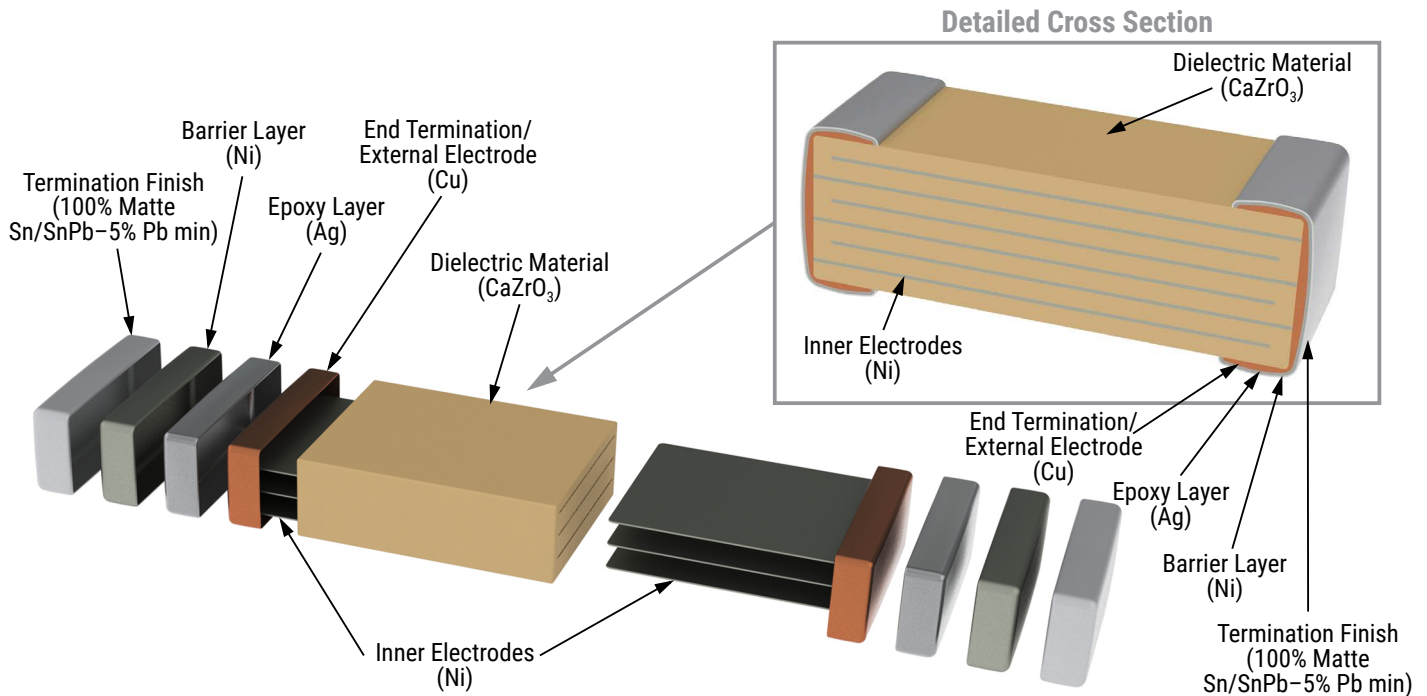 Detailed Cross Section
Dielectric Material
(CaZrO₃)
Inner Electrodes
(Ni)
End Termination/
External Electrode
(Cu)
Epoxy Layer
(Ag)
Barrier Layer
(Ni)
Termination Finish
(100% Matte
Sn/SnPb–5% Pb min)
Termination Finish
(100% Matte
Sn/SnPb–5% Pb min)
Barrier Layer
(Ni)
Epoxy Layer
(Ag)
End Termination/
External Electrode
(Cu)
Dielectric Material
(CaZrO₃)
Inner Electrodes
(Ni)